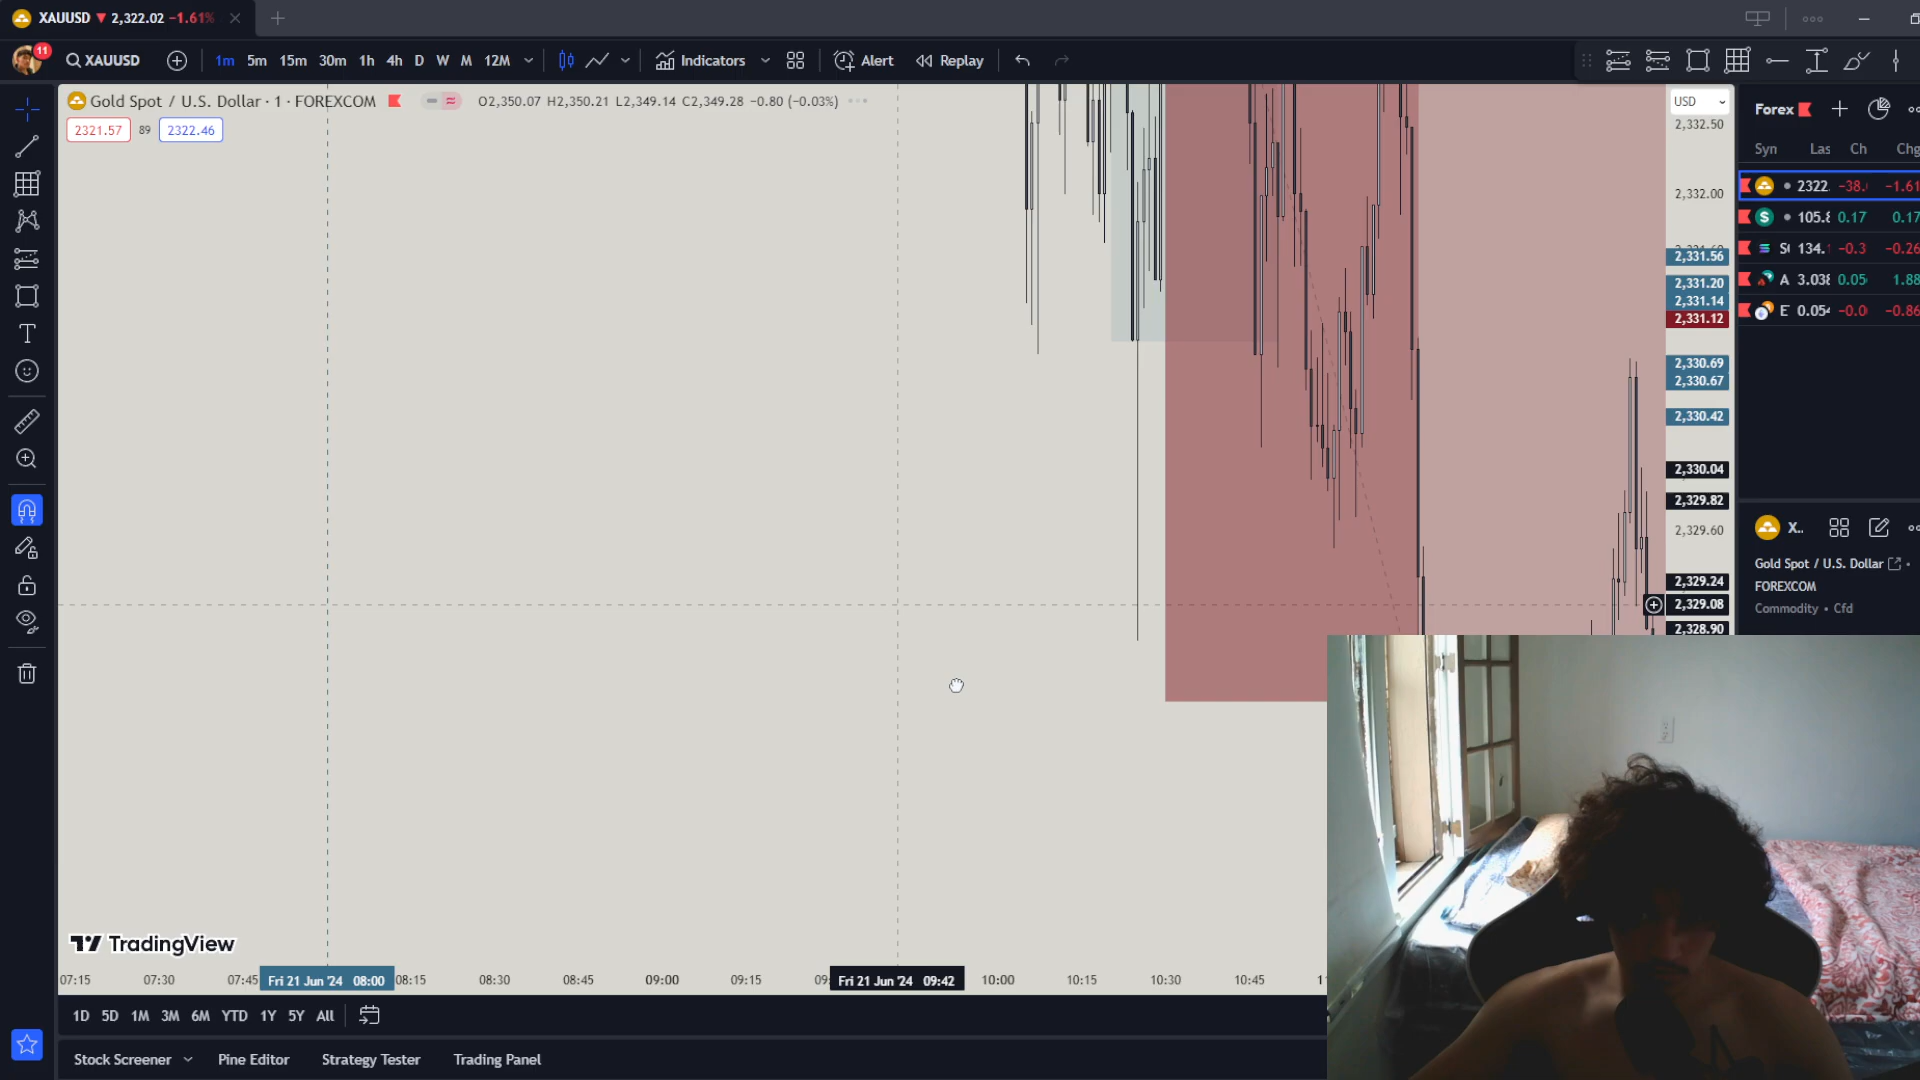 XAUUSD ▼ 2,322.02 −1.61%
11
XAUUSD
1m 5m 15m 30m 1h 4h D W M 12M
Indicators
Alert
Replay
Gold Spot / U.S. Dollar · 1 · FOREXCOM
O2,350.07 H2,350.21 L2,349.14 C2,349.28 −0.80 (−0.03%)
2321.57 89 2322.46
USD
2,332.50
2,332.00
2,331.56
2,331.20
2,331.14
2,331.12
2,330.69
2,330.67
2,330.42
2,330.04
2,329.82
2,329.60
2,329.24
2,329.08
2,328.90
Forex
Syn Las Ch Chg
2322. −38. −1.61
105.8 0.17 0.17
134. −0.3 −0.26
A 3.038 0.05 1.88
E 0.054 −0.0 −0.86
X..
Gold Spot / U.S. Dollar
FOREXCOM
Commodity • Cfd
TradingView
07:15 07:30 07:45 Fri 21 Jun '24 08:00 08:15 08:30 08:45 09:00 09:15 Fri 21 Jun '24 09:42 10:00 10:15 10:30 10:45
1D 5D 1M 3M 6M YTD 1Y 5Y All
Stock Screener Pine Editor Strategy Tester Trading Panel